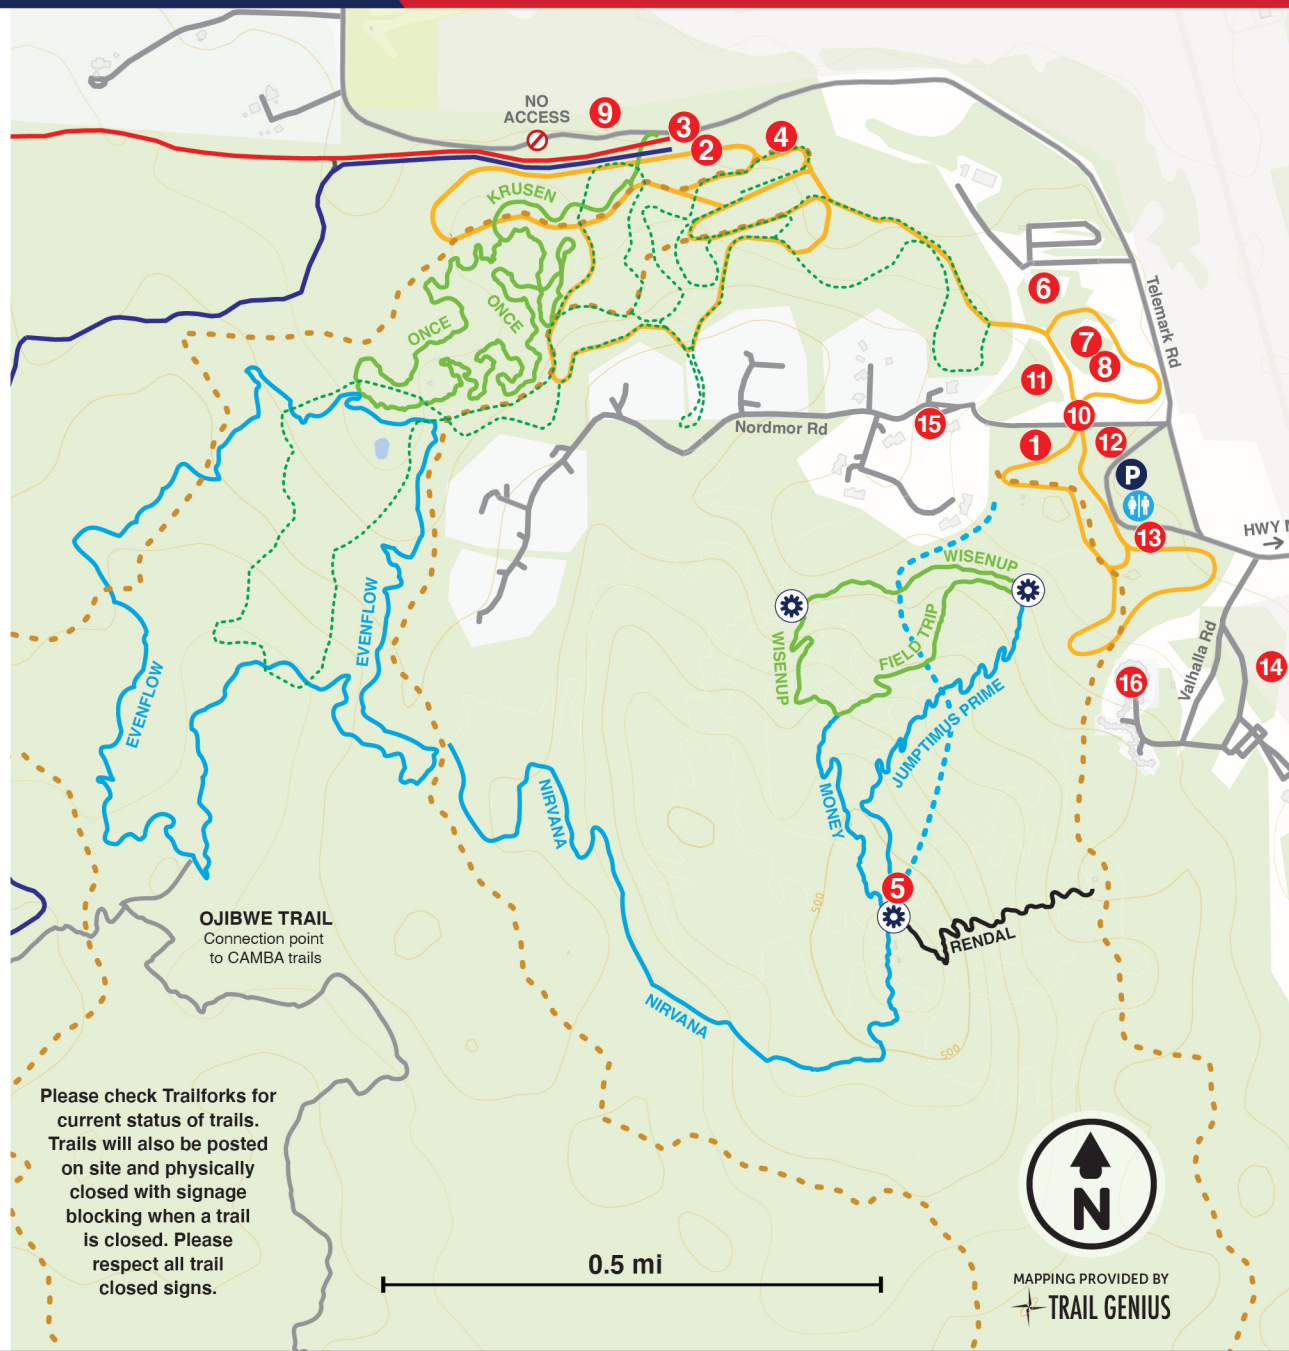 NO
ACCESS
9
3
2
4
KRUSEN
ONCE
ONCE
6
Telemark Rd
7
8
11
10
Nordmor Rd
15
1
12
P
13
HWY
WISENUP
WISENUP
FIELD TRIP
EVENFLOW
EVENFLOW
Valhalla Rd
14
16
JUMPTIMUS PRIME
MONEY
NIRVANA
5
500
RENDAL
OJIBWE TRAIL
Connection point
to CAMBA trails
NIRVANA
500
Please check Trailforks for
current status of trails.
Trails will also be posted
on site and physically
closed with signage
blocking when a trail
is closed. Please
respect all trail
closed signs.
N
0.5 mi
MAPPING PROVIDED BY
TRAIL GENIUS